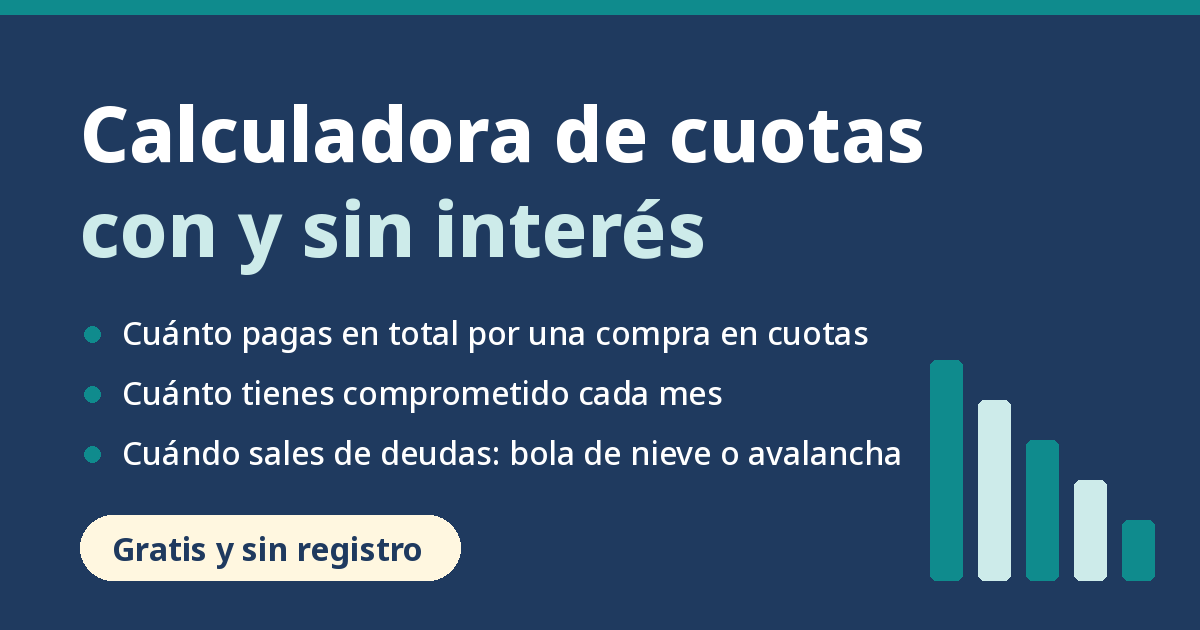 Calculadora de cuotas
con y sin interés
Cuánto pagas en total por una compra en cuotas
Cuánto tienes comprometido cada mes
Cuándo sales de deudas: bola de nieve o avalancha
Gratis y sin registro